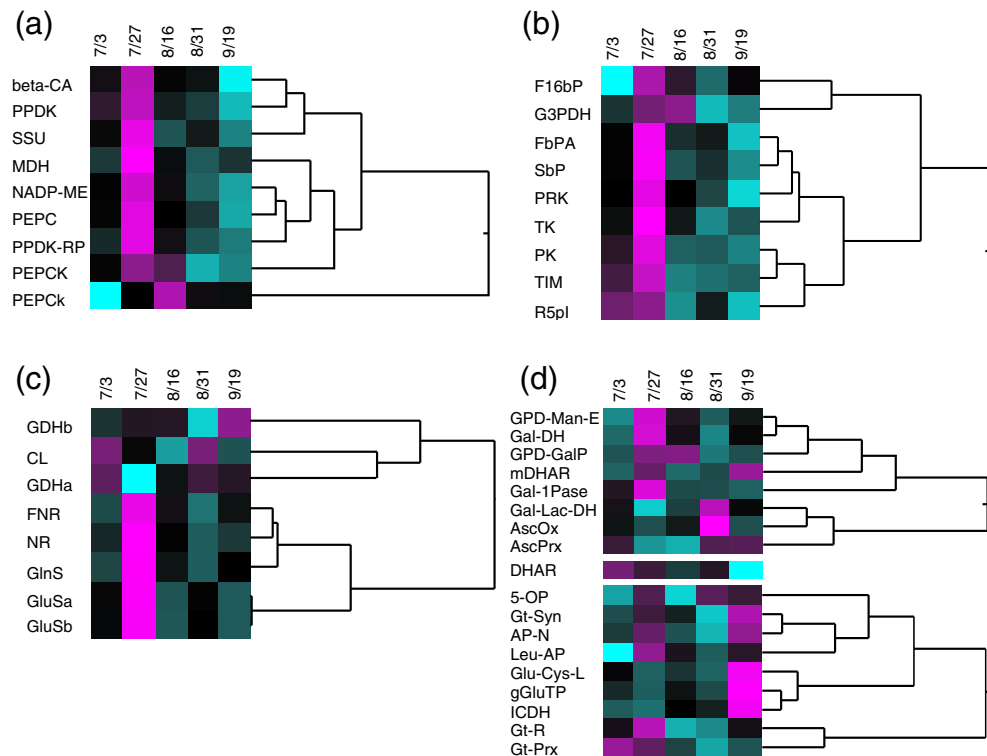 (a)
7/3 7/27 8/16 8/31 9/19
beta-CA
PPDK
SSU
MDH
NADP-ME
PEPC
PPDK-RP
PEPCK
PEPCk
(b)
7/3 7/27 8/16 8/31 9/19
F16bP
G3PDH
FbPA
SbP
PRK
TK
PK
TIM
R5pI
(c)
7/3 7/27 8/16 8/31 9/19
GDHb
CL
GDHa
FNR
NR
GlnS
GluSa
GluSb
(d)
7/3 7/27 8/16 8/31 9/19
GPD-Man-E
Gal-DH
GPD-GalP
mDHAR
Gal-1Pase
Gal-Lac-DH
AscOx
AscPrx
DHAR
5-OP
Gt-Syn
AP-N
Leu-AP
Glu-Cys-L
gGluTP
ICDH
Gt-R
Gt-Prx